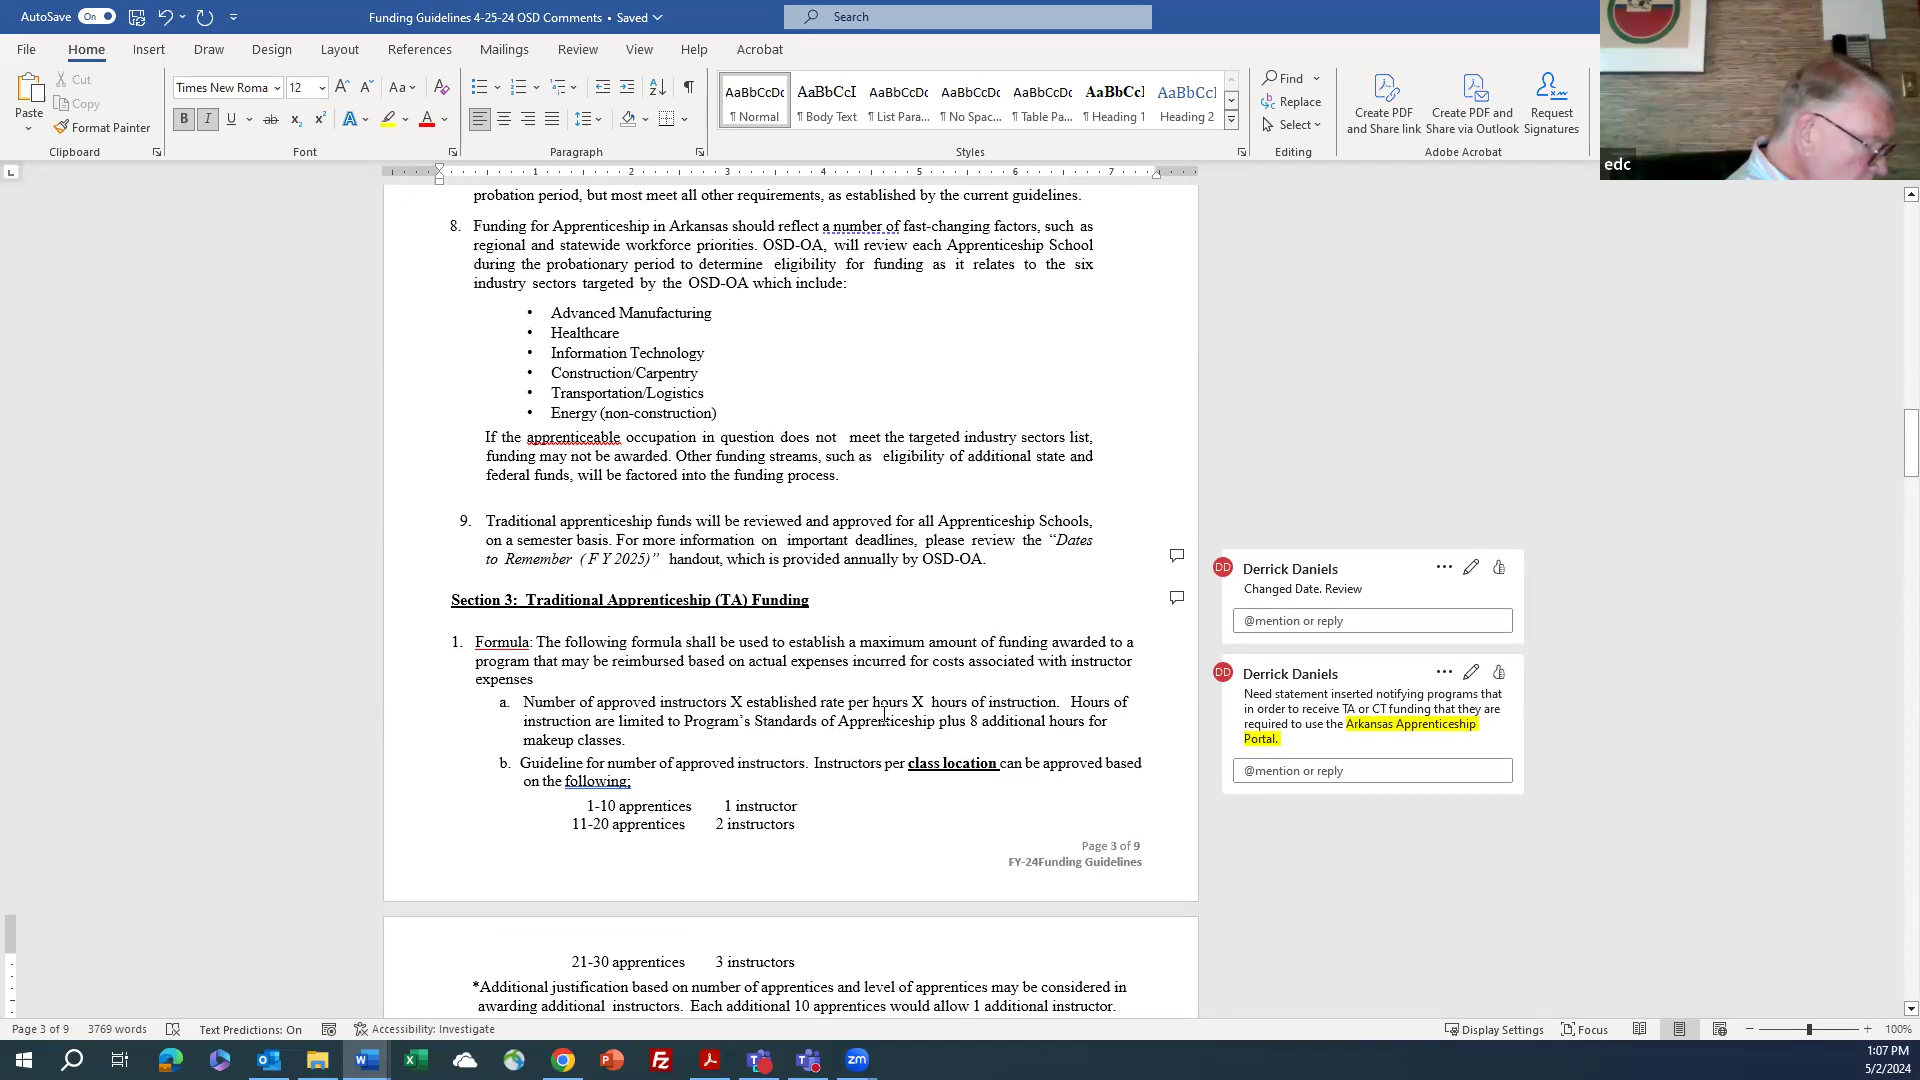 AutoSave On Funding Guidelines 4-25-24 OSD Comments • Saved Search
File Home Insert Draw Design Layout References Mailings Review View Help Acrobat
Paste Cut Copy Format Painter
Clipboard
Times New Roma 12
Font
Paragraph
AaBbCcDc AaBbCcI AaBbCcDc AaBbCcDc AaBbCcDc AaBbCcI AaBbCcI
¶ Normal ¶ Body Text ¶ List Para... ¶ No Spac... ¶ Table Pa... ¶ Heading 1 Heading 2
Styles
Find
Replace
Select
Editing
Create PDF and Share link
Create PDF and Share via Outlook
Request Signatures
Adobe Acrobat
edc
1 2 3 4 5 6 7
probation period, but most meet all other requirements, as established by the current guidelines.
8. Funding for Apprenticeship in Arkansas should reflect a number of fast-changing factors, such as
regional and statewide workforce priorities. OSD-OA, will review each Apprenticeship School
during the probationary period to determine eligibility for funding as it relates to the six
industry sectors targeted by the OSD-OA which include:
• Advanced Manufacturing
• Healthcare
• Information Technology
• Construction/Carpentry
• Transportation/Logistics
• Energy (non-construction)
If the apprenticeable occupation in question does not meet the targeted industry sectors list,
funding may not be awarded. Other funding streams, such as eligibility of additional state and
federal funds, will be factored into the funding process.
9. Traditional apprenticeship funds will be reviewed and approved for all Apprenticeship Schools,
on a semester basis. For more information on important deadlines, please review the “Dates
to Remember ( F Y 2025)” handout, which is provided annually by OSD-OA.
Section 3: Traditional Apprenticeship (TA) Funding
1. Formula: The following formula shall be used to establish a maximum amount of funding awarded to a
program that may be reimbursed based on actual expenses incurred for costs associated with instructor
expenses
a. Number of approved instructors X established rate per hours X hours of instruction. Hours of
instruction are limited to Program’s Standards of Apprenticeship plus 8 additional hours for
makeup classes.
b. Guideline for number of approved instructors. Instructors per class location can be approved based
on the following;
1-10 apprentices 1 instructor
11-20 apprentices 2 instructors
Page 3 of 9
FY-24Funding Guidelines
21-30 apprentices 3 instructors
*Additional justification based on number of apprentices and level of apprentices may be considered in
awarding additional instructors. Each additional 10 apprentices would allow 1 additional instructor.
DD Derrick Daniels
Changed Date. Review
@mention or reply
DD Derrick Daniels
Need statement inserted notifying programs that
in order to receive TA or CT funding that they are
required to use the Arkansas Apprenticeship
Portal.
@mention or reply
Page 3 of 9 3769 words Text Predictions: On Accessibility: Investigate Display Settings Focus 100%
1:07 PM
5/2/2024